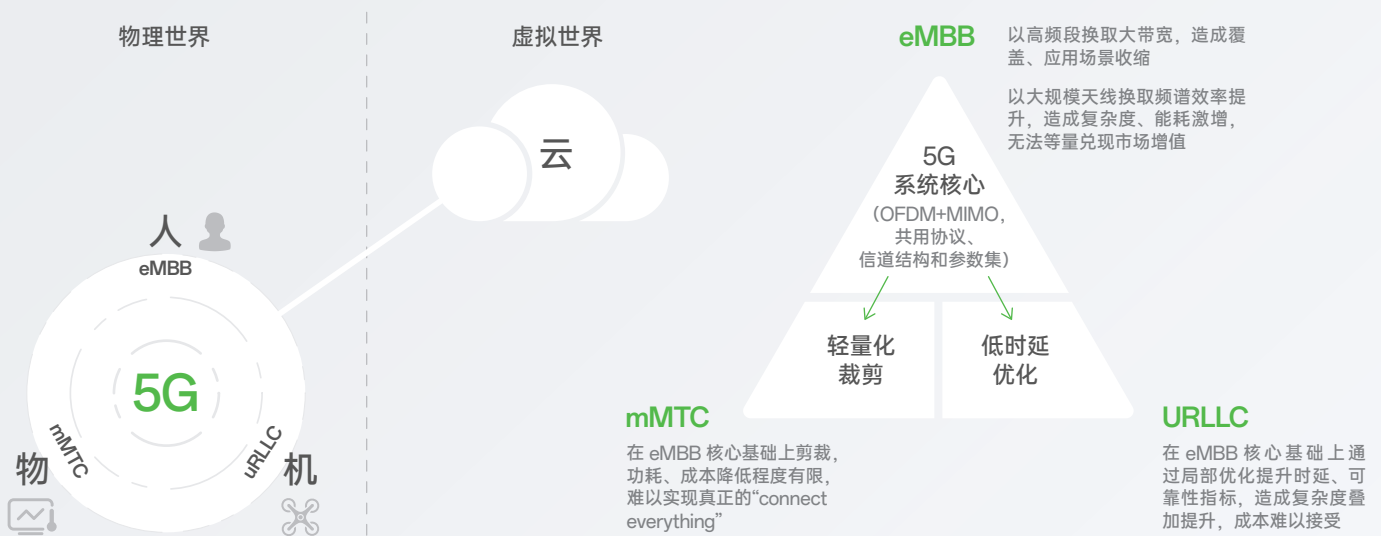 物理世界
虚拟世界
云
人
eMBB
5G
mMTC
uRLLC
物
机
eMBB
以高频段换取大带宽，造成覆
盖、应用场景收缩
以大规模天线换取频谱效率提
升，造成复杂度、能耗激增，
无法等量兑现市场增值
5G
系统核心
（OFDM+MIMO，
共用协议、
信道结构和参数集）
轻量化
裁剪
低时延
优化
mMTC
在 eMBB 核心基础上剪裁，
功耗、成本降低程度有限，
难以实现真正的“connect
everything”
URLLC
在 eMBB 核心基础上通
过局部优化提升时延、可
靠性指标，造成复杂度叠
加提升，成本难以接受